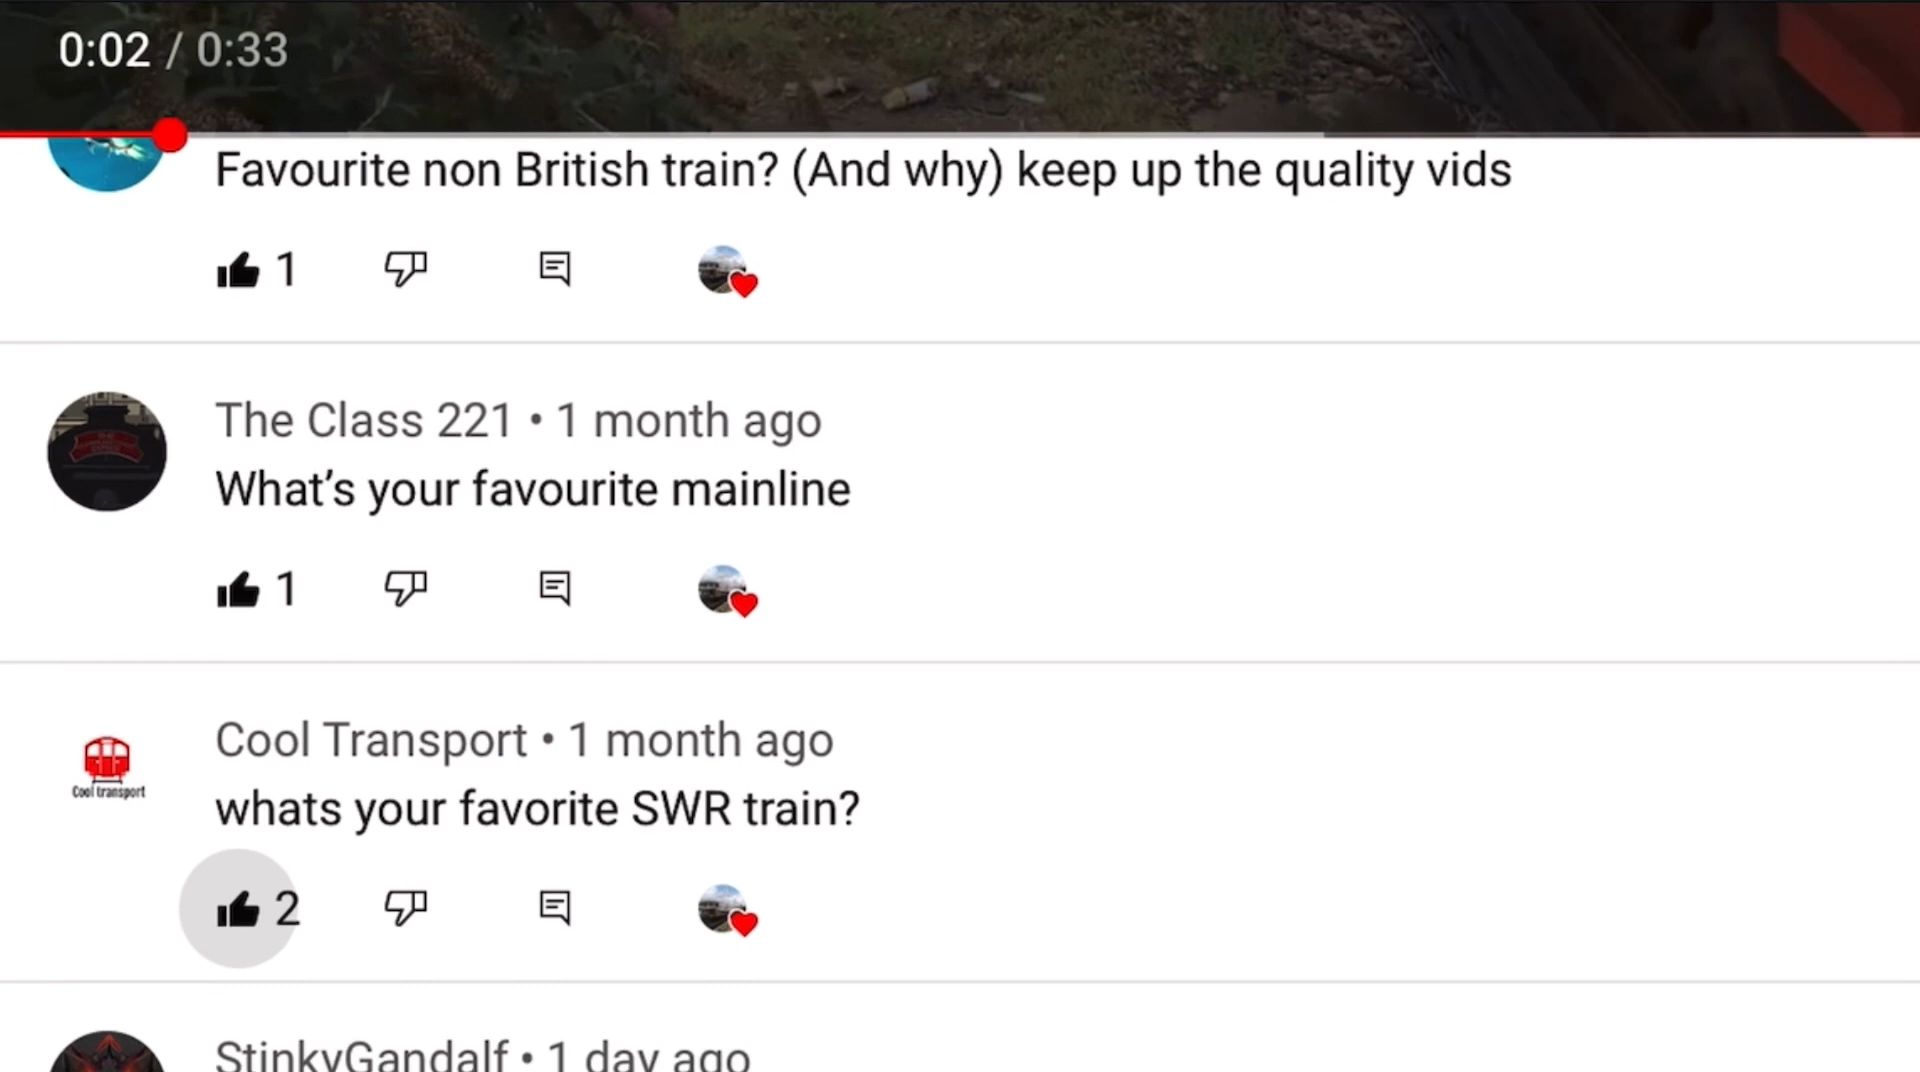 0:02 / 0:33
Favourite non British train? (And why) keep up the quality vids
1
The Class 221 • 1 month ago
What’s your favourite mainline
1
Cool Transport • 1 month ago
Cool transport
whats your favorite SWR train?
2
StinkyGandalf • 1 day ago